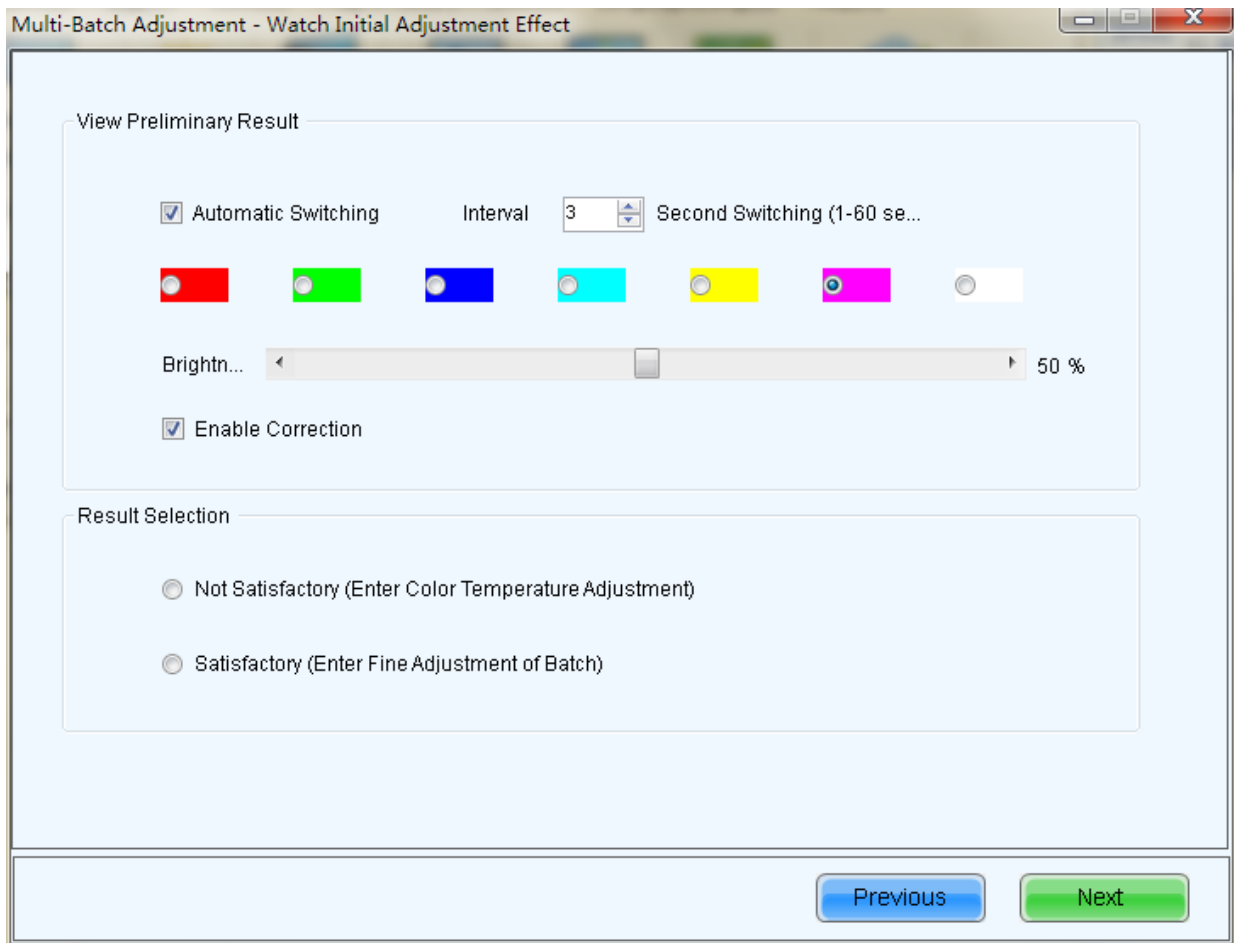 Multi-Batch Adjustment - Watch Initial Adjustment Effect
View Preliminary Result
Automatic Switching Interval 3 Second Switching (1-60 se...
Brightn... 50 %
Enable Correction
Result Selection
Not Satisfactory (Enter Color Temperature Adjustment)
Satisfactory (Enter Fine Adjustment of Batch)
Previous Next